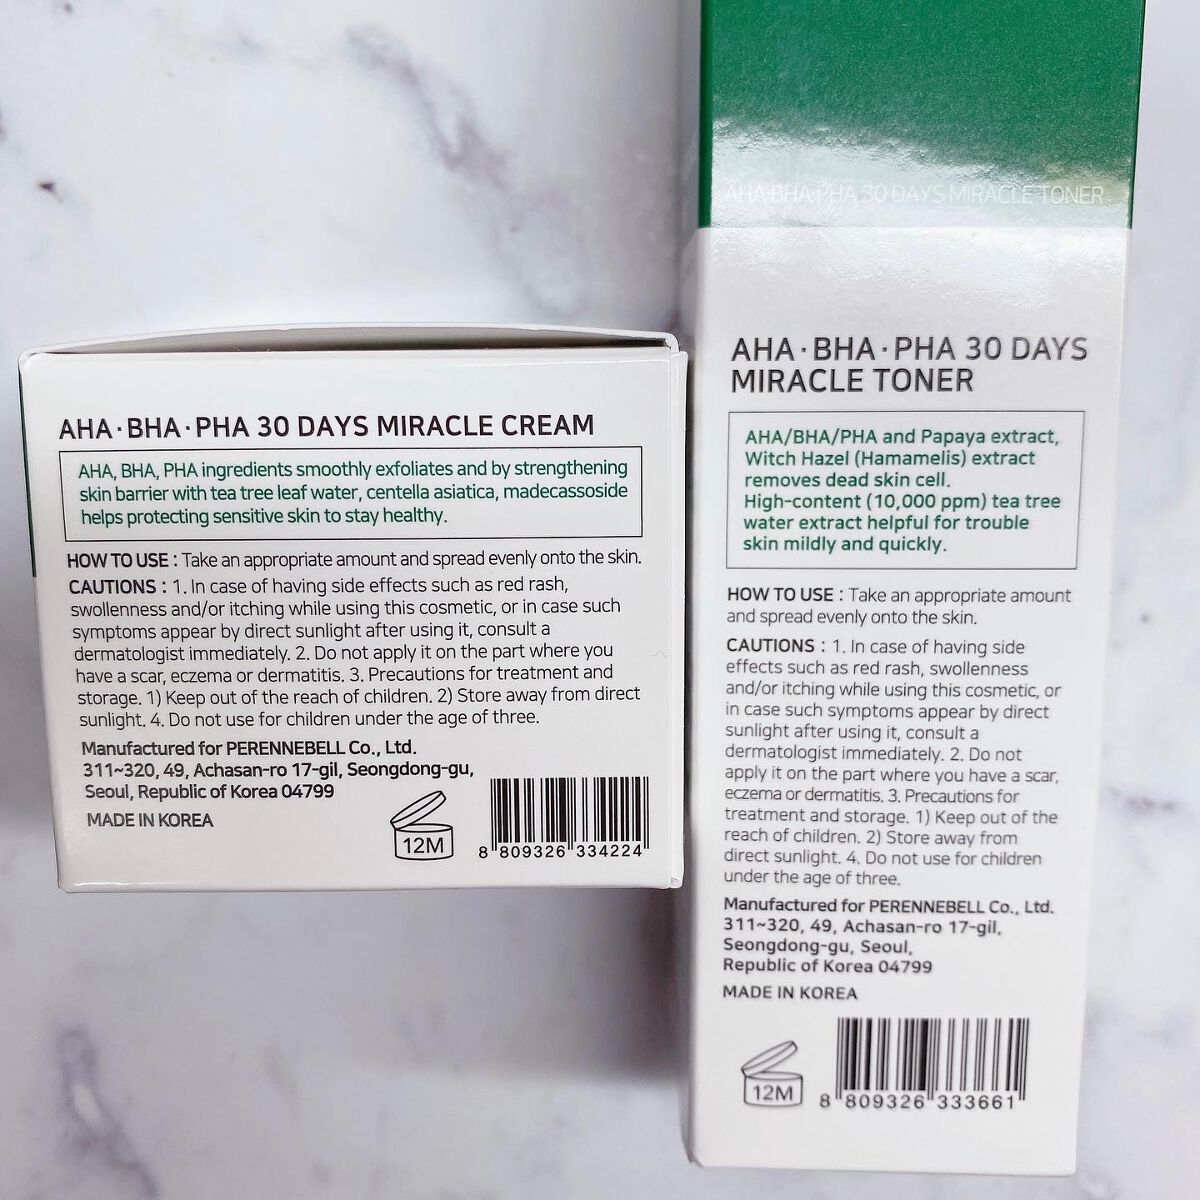 AHA·BHA·PHA 30 DAYS MIRACLE CREAM
AHA, BHA, PHA ingredients smoothly exfoliates and by strengthening
skin barrier with tea tree leaf water, centella asiatica, madecassoside
helps protecting sensitive skin to stay healthy.
HOW TO USE : Take an appropriate amount and spread evenly onto the skin.
CAUTIONS : 1. In case of having side effects such as red rash,
swollenness and/or itching while using this cosmetic, or in case such
symptoms appear by direct sunlight after using it, consult a
dermatologist immediately. 2. Do not apply it on the part where you
have a scar, eczema or dermatitis. 3. Precautions for treatment and
storage. 1) Keep out of the reach of children. 2) Store away from direct
sunlight. 4. Do not use for children under the age of three.
Manufactured for PERENNEBELL Co., Ltd.
311~320, 49, Achasan-ro 17-gil, Seongdong-gu,
Seoul, Republic of Korea 04799
MADE IN KOREA
12M
8 809326 334224
AHA·BHA·PHA 30 DAYS MIRACLE TONER
AHA·BHA·PHA 30 DAYS
MIRACLE TONER
AHA/BHA/PHA and Papaya extract,
Witch Hazel (Hamamelis) extract
removes dead skin cell.
High-content (10,000 ppm) tea tree
water extract helpful for trouble
skin mildly and quickly.
HOW TO USE : Take an appropriate amount
and spread evenly onto the skin.
CAUTIONS : 1. In case of having side
effects such as red rash, swollenness
and/or itching while using this cosmetic, or
in case such symptoms appear by direct
sunlight after using it, consult a
dermatologist immediately. 2. Do not
apply it on the part where you have a scar,
eczema or dermatitis. 3. Precautions for
treatment and storage. 1) Keep out of the
reach of children. 2) Store away from
direct sunlight. 4. Do not use for children
under the age of three.
Manufactured for PERENNEBELL Co., Ltd.
311~320, 49, Achasan-ro 17-gil,
Seongdong-gu, Seoul,
Republic of Korea 04799
MADE IN KOREA
12M
8 809326 333661